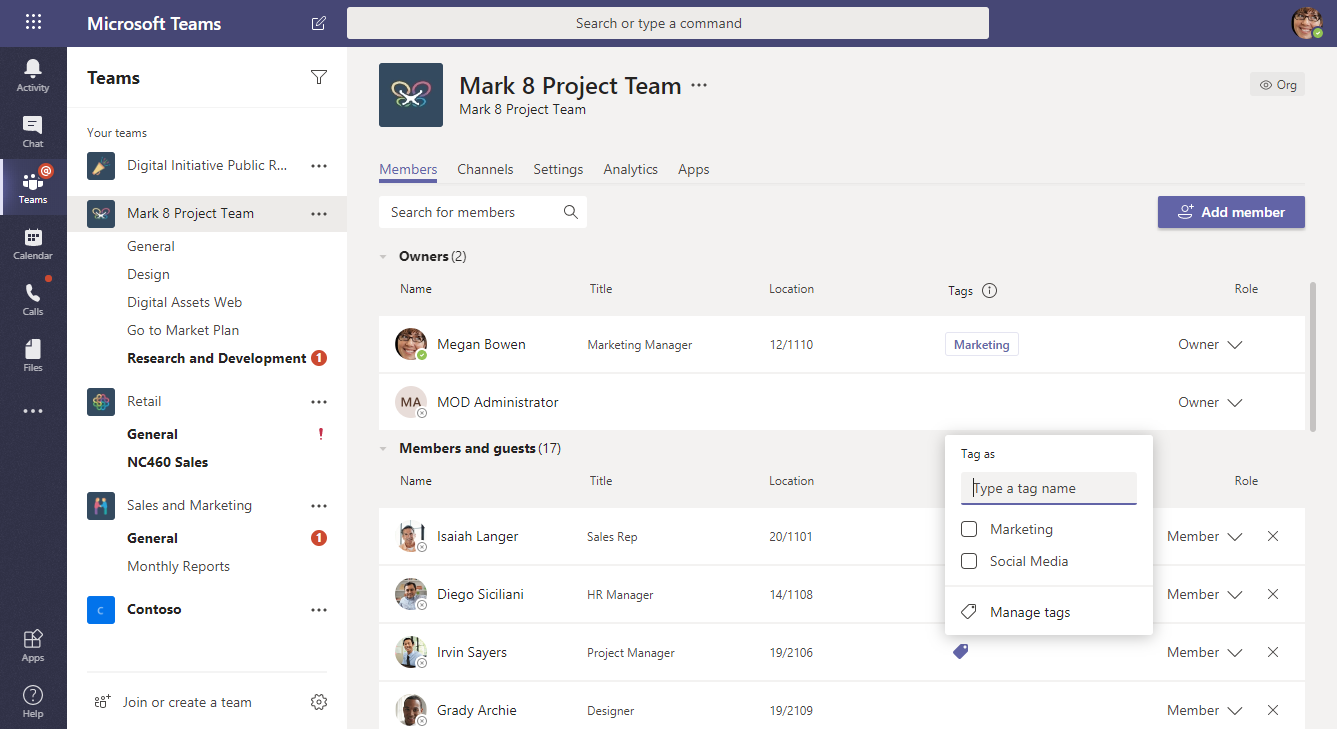 Microsoft Teams
Search or type a command
Activity
Chat
Teams
Calendar
Calls
Files
Apps
Help
Teams
Your teams
Digital Initiative Public R...
Mark 8 Project Team
General
Design
Digital Assets Web
Go to Market Plan
Research and Development 1
Retail
General !
NC460 Sales
Sales and Marketing
General 1
Monthly Reports
C Contoso
Join or create a team
Mark 8 Project Team ...
Mark 8 Project Team
Org
Members Channels Settings Analytics Apps
Search for members
Add member
Owners (2)
Name Title Location Tags Role
Megan Bowen Marketing Manager 12/1110 Marketing Owner
MA MOD Administrator Owner
Members and guests (17)
Name Title Location Role
Isaiah Langer Sales Rep 20/1101 Member
Diego Siciliani HR Manager 14/1108 Member
Irvin Sayers Project Manager 19/2106 Member
Grady Archie Designer 19/2109 Member
Tag as
Type a tag name
Marketing
Social Media
Manage tags